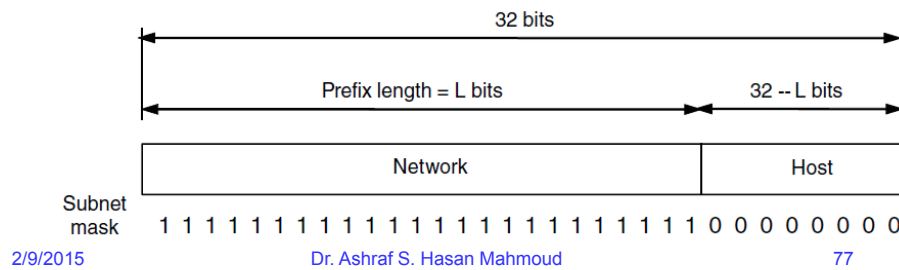 32 bits
Prefix length = L bits
32 -- L bits
Network
Host
Subnet
mask
1 1 1 1 1 1 1 1 1 1 1 1 1 1 1 1 1 1 1 1 1 1 1 1 0 0 0 0 0 0 0 0
2/9/2015
Dr. Ashraf S. Hasan Mahmoud
77